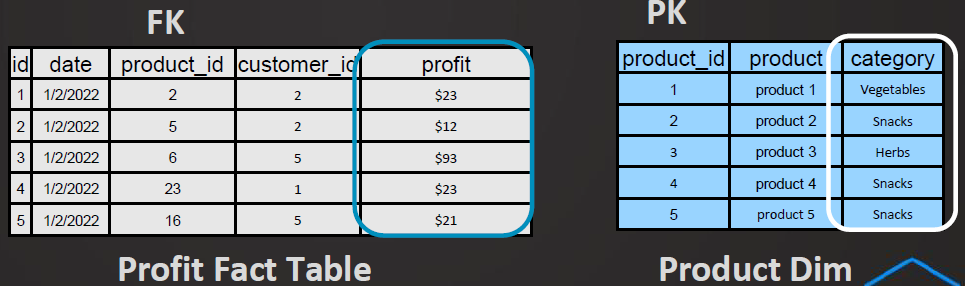 FK
PK
id date product_id customer_id profit
1 1/2/2022 2 2 $23
2 1/2/2022 5 2 $12
3 1/2/2022 6 5 $93
4 1/2/2022 23 1 $23
5 1/2/2022 16 5 $21
Profit Fact Table
product_id product category
1 product 1 Vegetables
2 product 2 Snacks
3 product 3 Herbs
4 product 4 Snacks
5 product 5 Snacks
Product Dim